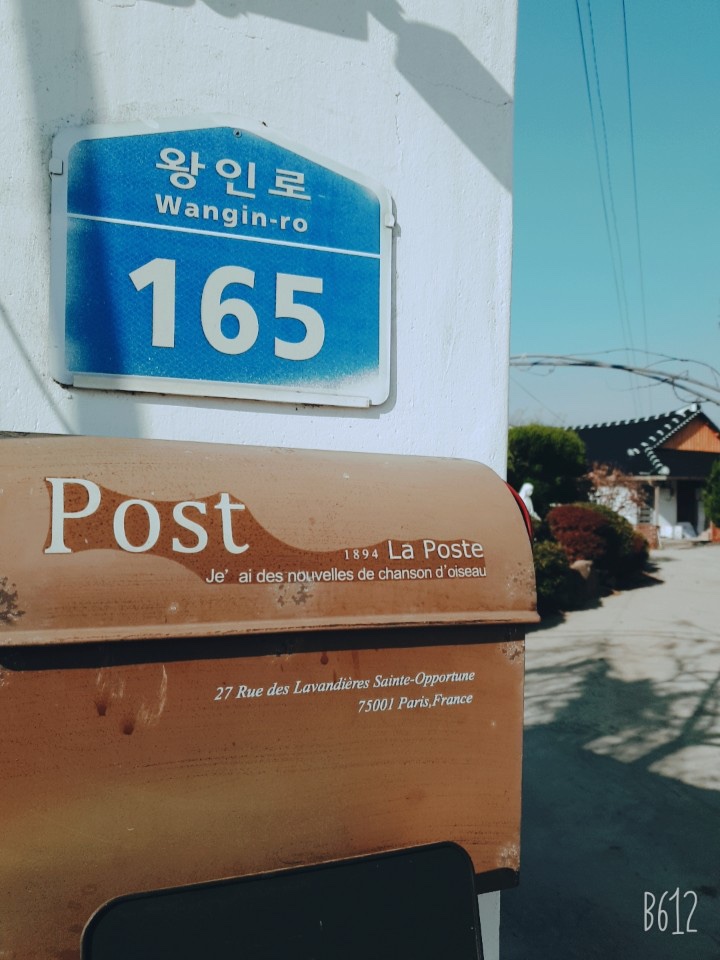 왕인로
Wangin-ro
165
Post
1894 La Poste
Je' ai des nouvelles de chanson d'oiseau
27 Rue des Lavandières Sainte-Opportune
75001 Paris,France
B612